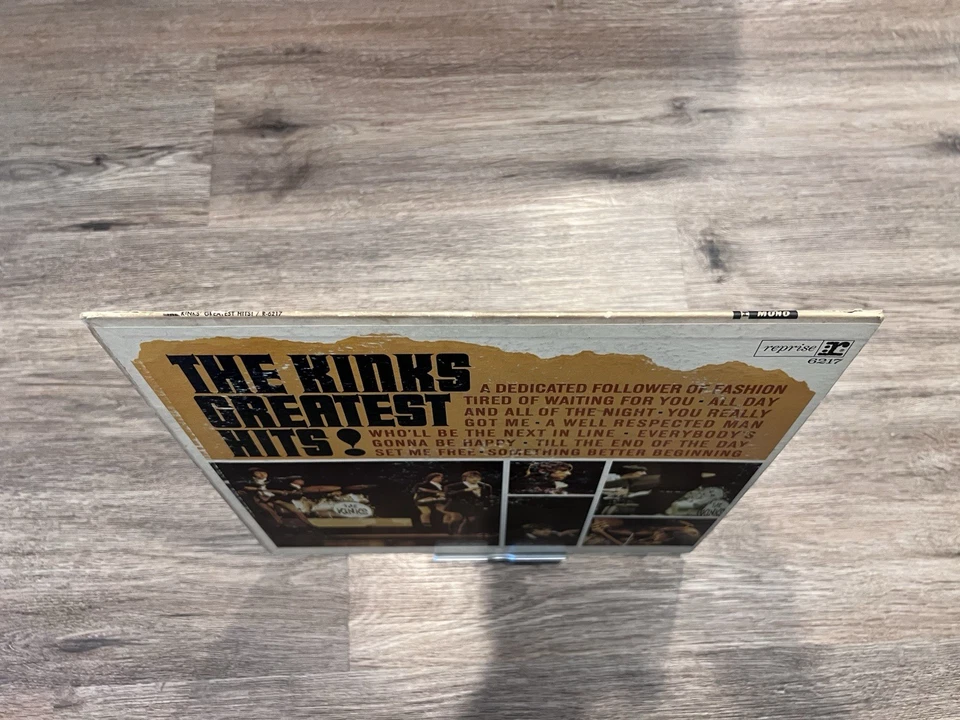 KINKS' GREATEST HITS! / R-6217
MONO
reprise
6217
THE KINKS
GREATEST
HITS!
A DEDICATED FOLLOWER OF FASHION
TIRED OF WAITING FOR YOU • ALL DAY
AND ALL OF THE NIGHT • YOU REALLY
GOT ME • A WELL RESPECTED MAN
WHO'LL BE THE NEXT IN LINE • EVERYBODY'S
GONNA BE HAPPY • TILL THE END OF THE DAY
SET ME FREE • SOMETHING BETTER BEGINNING
THE
KINKS
KINKS